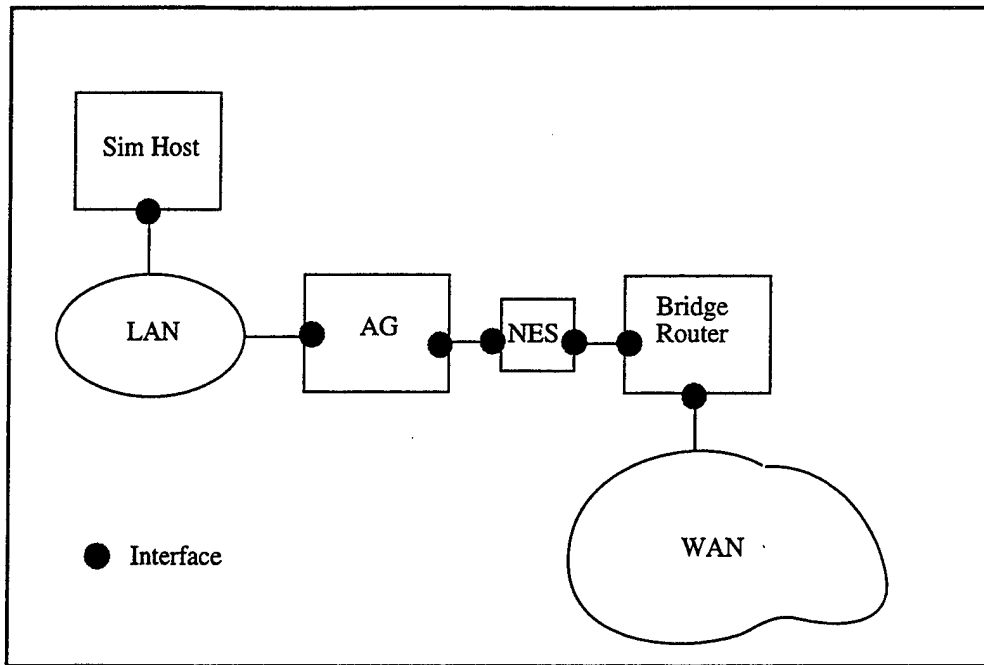 Sim Host
LAN
AG
NES
Bridge
Router
WAN
Interface